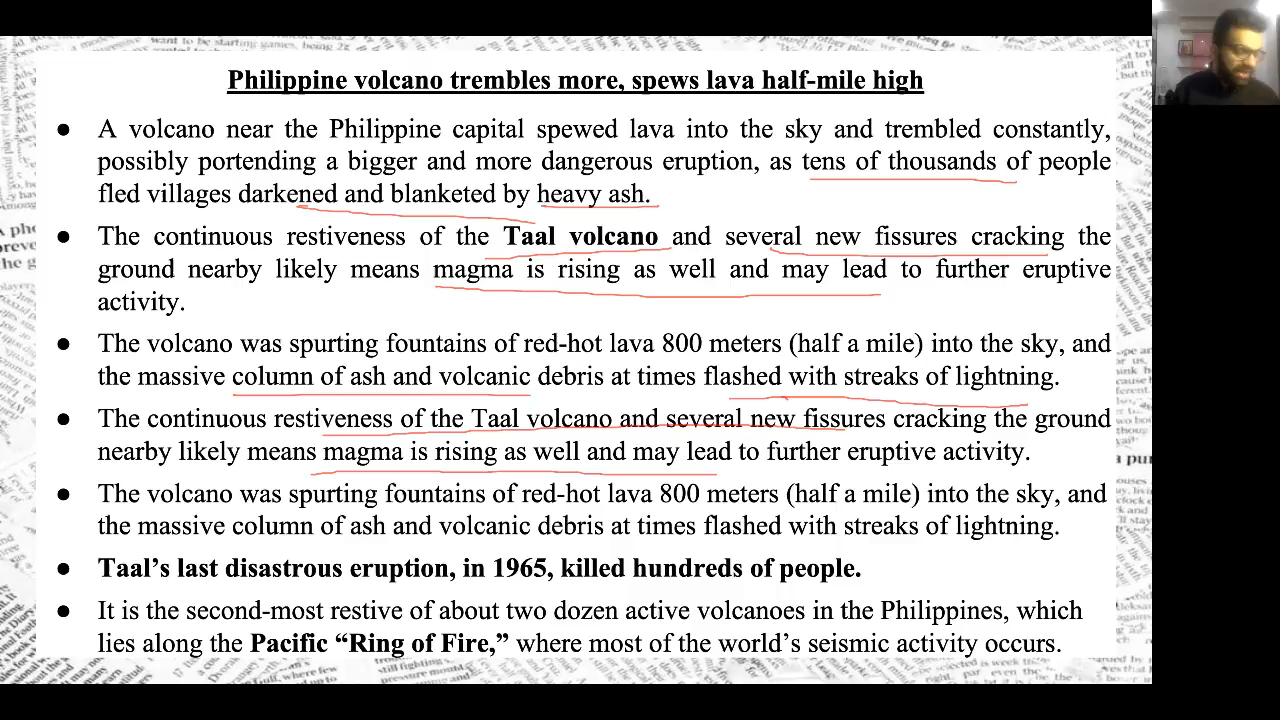 Philippine volcano trembles more, spews lava half-mile high
● A volcano near the Philippine capital spewed lava into the sky and trembled constantly,
possibly portending a bigger and more dangerous eruption, as tens of thousands of people
fled villages darkened and blanketed by heavy ash.
● The continuous restiveness of the Taal volcano and several new fissures cracking the
ground nearby likely means magma is rising as well and may lead to further eruptive
activity.
● The volcano was spurting fountains of red-hot lava 800 meters (half a mile) into the sky, and
the massive column of ash and volcanic debris at times flashed with streaks of lightning.
● The continuous restiveness of the Taal volcano and several new fissures cracking the ground
nearby likely means magma is rising as well and may lead to further eruptive activity.
● The volcano was spurting fountains of red-hot lava 800 meters (half a mile) into the sky, and
the massive column of ash and volcanic debris at times flashed with streaks of lightning.
● Taal’s last disastrous eruption, in 1965, killed hundreds of people.
● It is the second-most restive of about two dozen active volcanoes in the Philippines, which
lies along the Pacific “Ring of Fire,” where most of the world’s seismic activity occurs.